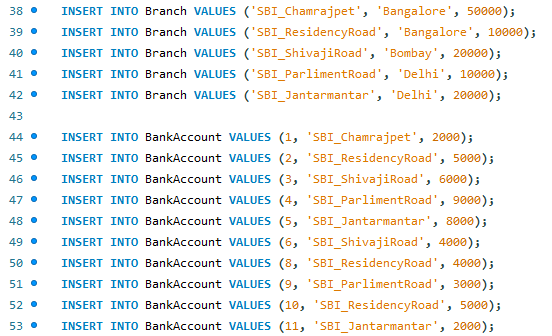 38 INSERT INTO Branch VALUES ('SBI_Chamrajpet', 'Bangalore', 50000);
39 INSERT INTO Branch VALUES ('SBI_ResidencyRoad', 'Bangalore', 10000);
40 INSERT INTO Branch VALUES ('SBI_ShivajiRoad', 'Bombay', 20000);
41 INSERT INTO Branch VALUES ('SBI_ParlimentRoad', 'Delhi', 10000);
42 INSERT INTO Branch VALUES ('SBI_Jantarmantar', 'Delhi', 20000);
43
44 INSERT INTO BankAccount VALUES (1, 'SBI_Chamrajpet', 2000);
45 INSERT INTO BankAccount VALUES (2, 'SBI_ResidencyRoad', 5000);
46 INSERT INTO BankAccount VALUES (3, 'SBI_ShivajiRoad', 6000);
47 INSERT INTO BankAccount VALUES (4, 'SBI_ParlimentRoad', 9000);
48 INSERT INTO BankAccount VALUES (5, 'SBI_Jantarmantar', 8000);
49 INSERT INTO BankAccount VALUES (6, 'SBI_ShivajiRoad', 4000);
50 INSERT INTO BankAccount VALUES (8, 'SBI_ResidencyRoad', 4000);
51 INSERT INTO BankAccount VALUES (9, 'SBI_ParlimentRoad', 3000);
52 INSERT INTO BankAccount VALUES (10, 'SBI_ResidencyRoad', 5000);
53 INSERT INTO BankAccount VALUES (11, 'SBI_Jantarmantar', 2000);